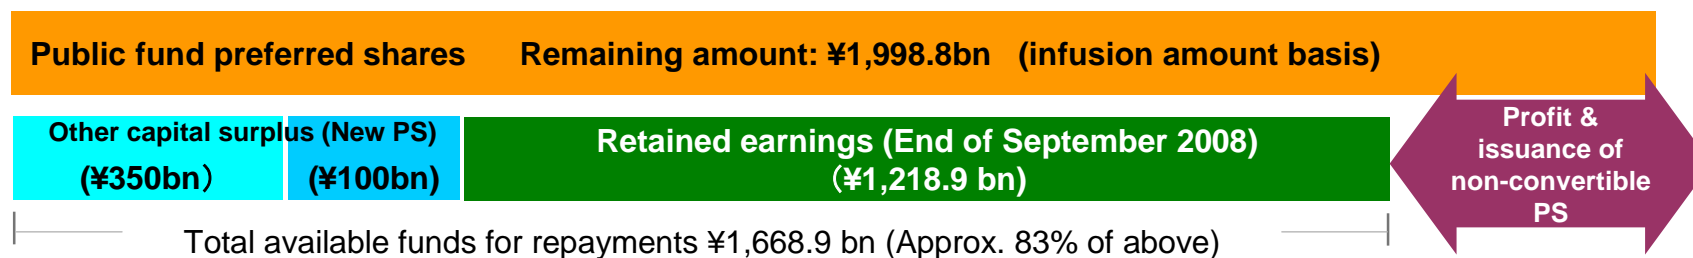 Public fund preferred shares Remaining amount: ¥1,998.8bn (infusion amount basis)
Other capital surplus (New PS)
(¥350bn） (¥100bn)
Retained earnings (End of September 2008)
（¥1,218.9 bn)
Profit &
issuance of
non-convertible
PS
Total available funds for repayments ¥1,668.9 bn (Approx. 83% of above)